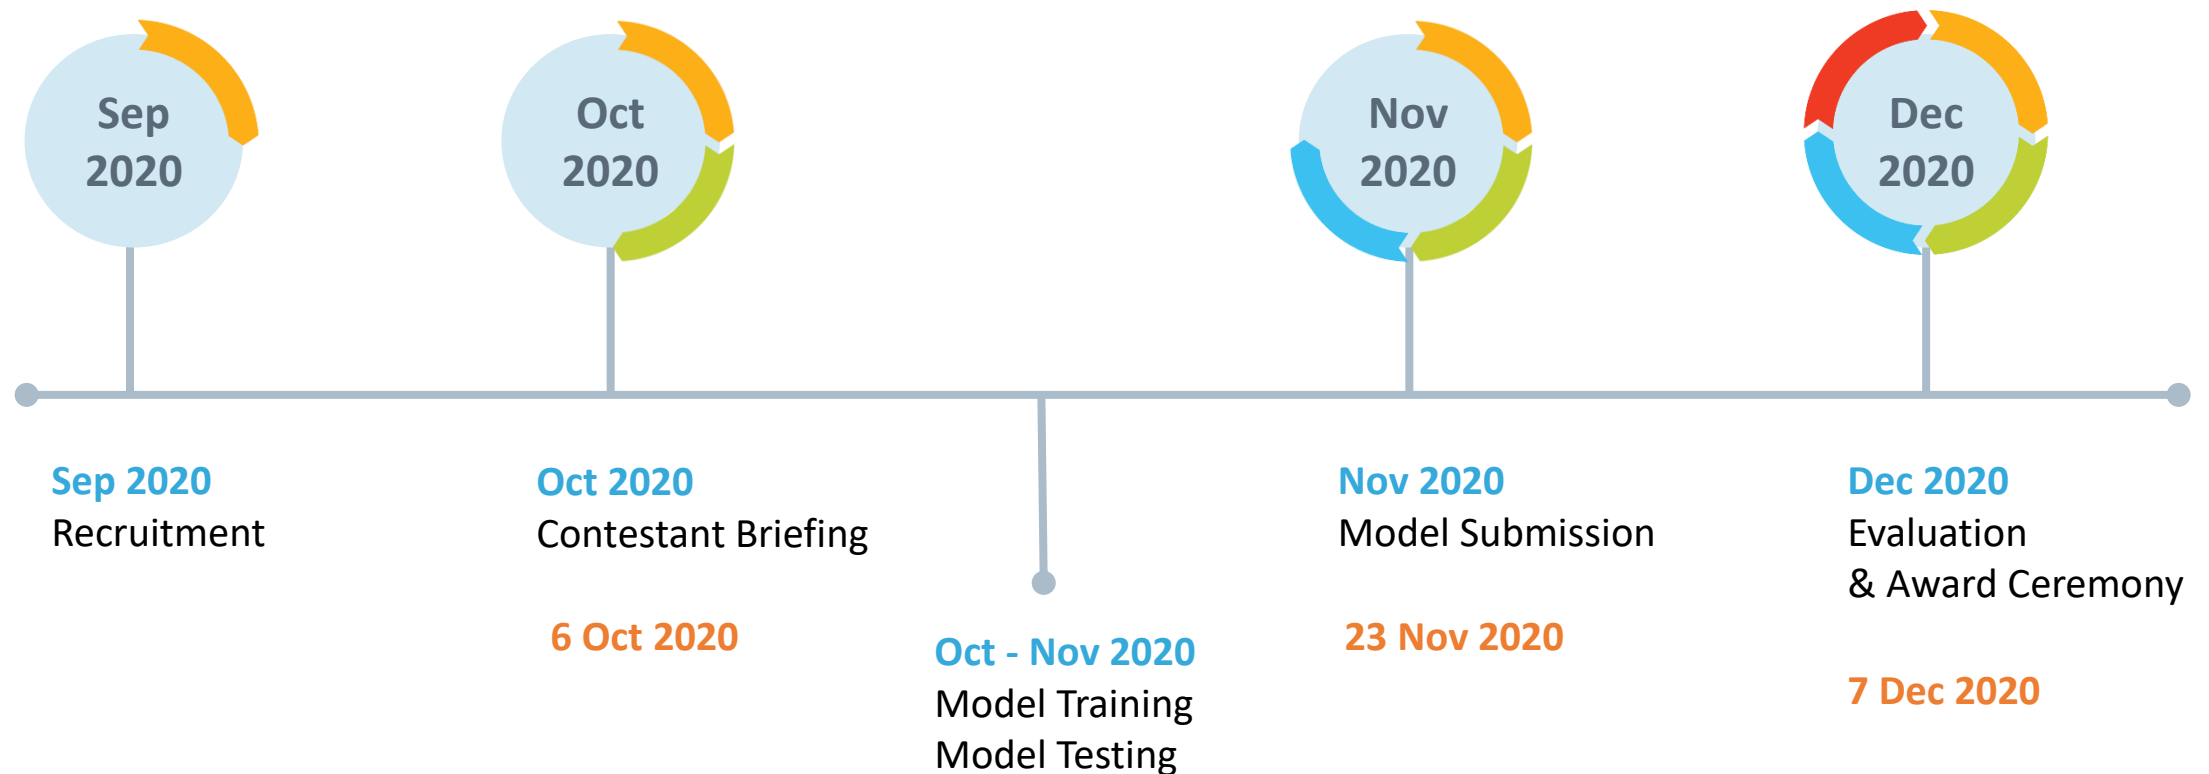 Sep
2020
Oct
2020
Nov
2020
Dec
2020
Sep 2020
Recruitment
Oct 2020
Contestant Briefing
6 Oct 2020
Oct - Nov 2020
Model Training
Model Testing
Nov 2020
Model Submission
23 Nov 2020
Dec 2020
Evaluation
& Award Ceremony
7 Dec 2020